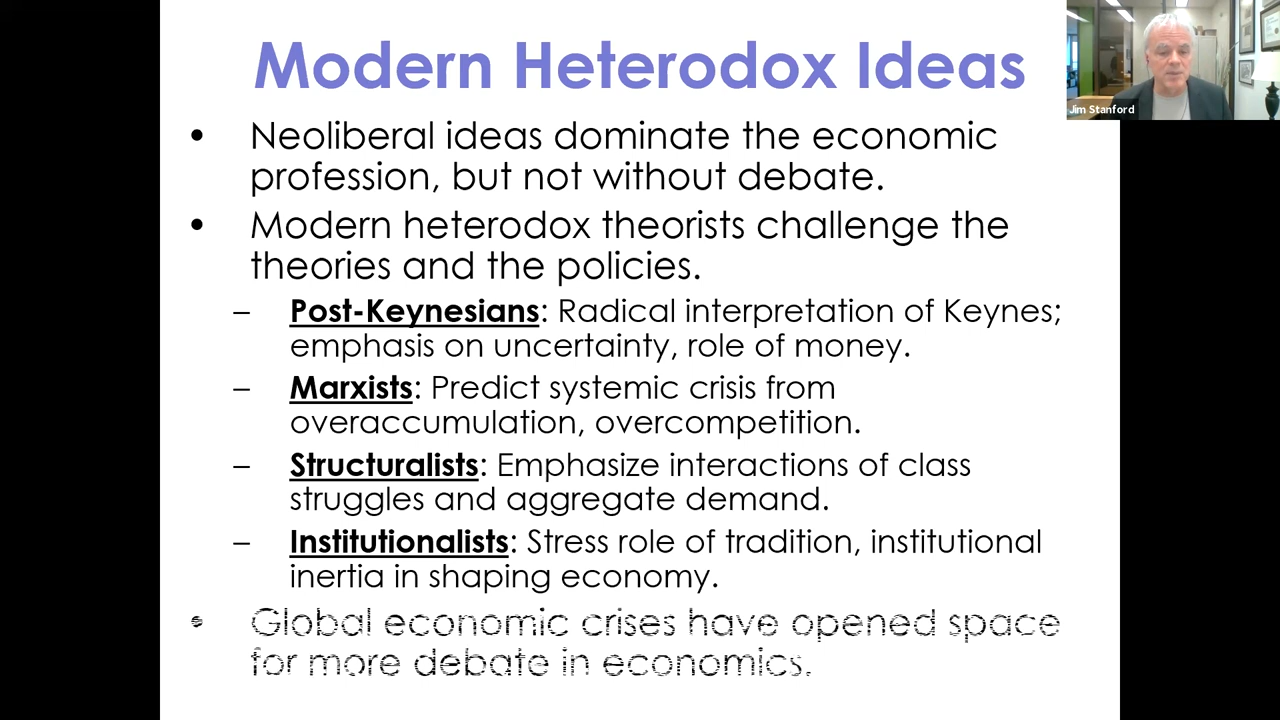 Modern Heterodox Ideas
Jim Stanford
• Neoliberal ideas dominate the economic
profession, but not without debate.
• Modern heterodox theorists challenge the
theories and the policies.
– Post-Keynesians: Radical interpretation of Keynes;
emphasis on uncertainty, role of money.
– Marxists: Predict systemic crisis from
overaccumulation, overcompetition.
– Structuralists: Emphasize interactions of class
struggles and aggregate demand.
– Institutionalists: Stress role of tradition, institutional
inertia in shaping economy.
• Global economic crises have opened space
for more debate in economics.